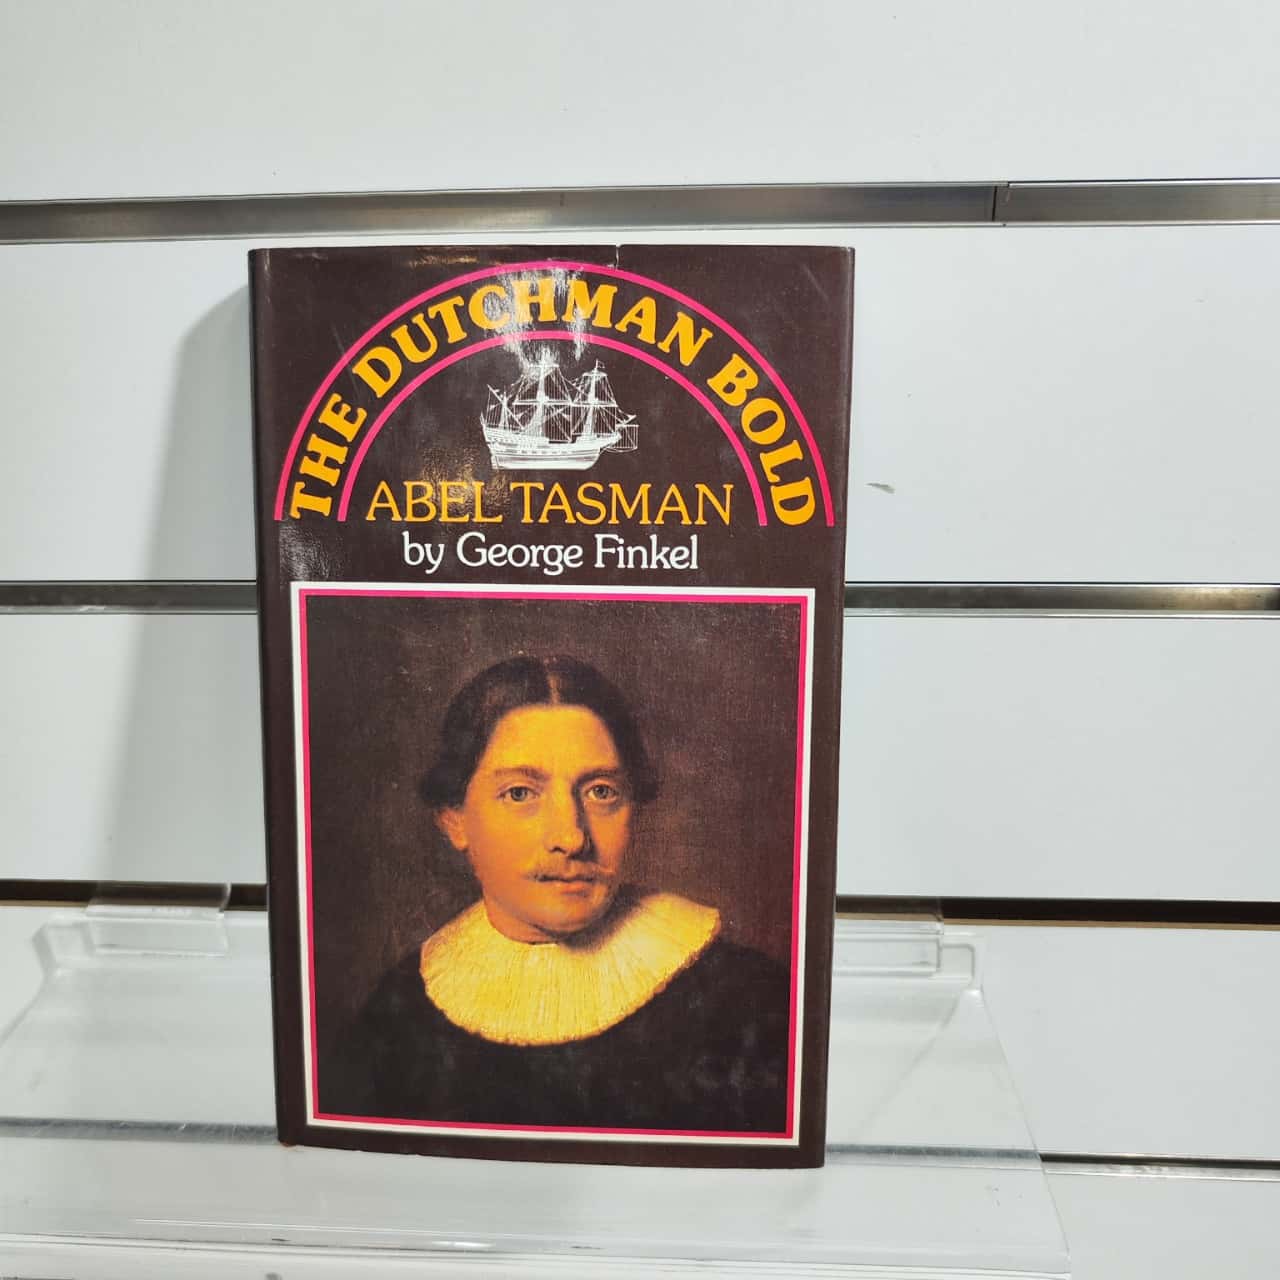 THE DUTCHMAN BOLD
ABEL TASMAN
by George Finkel